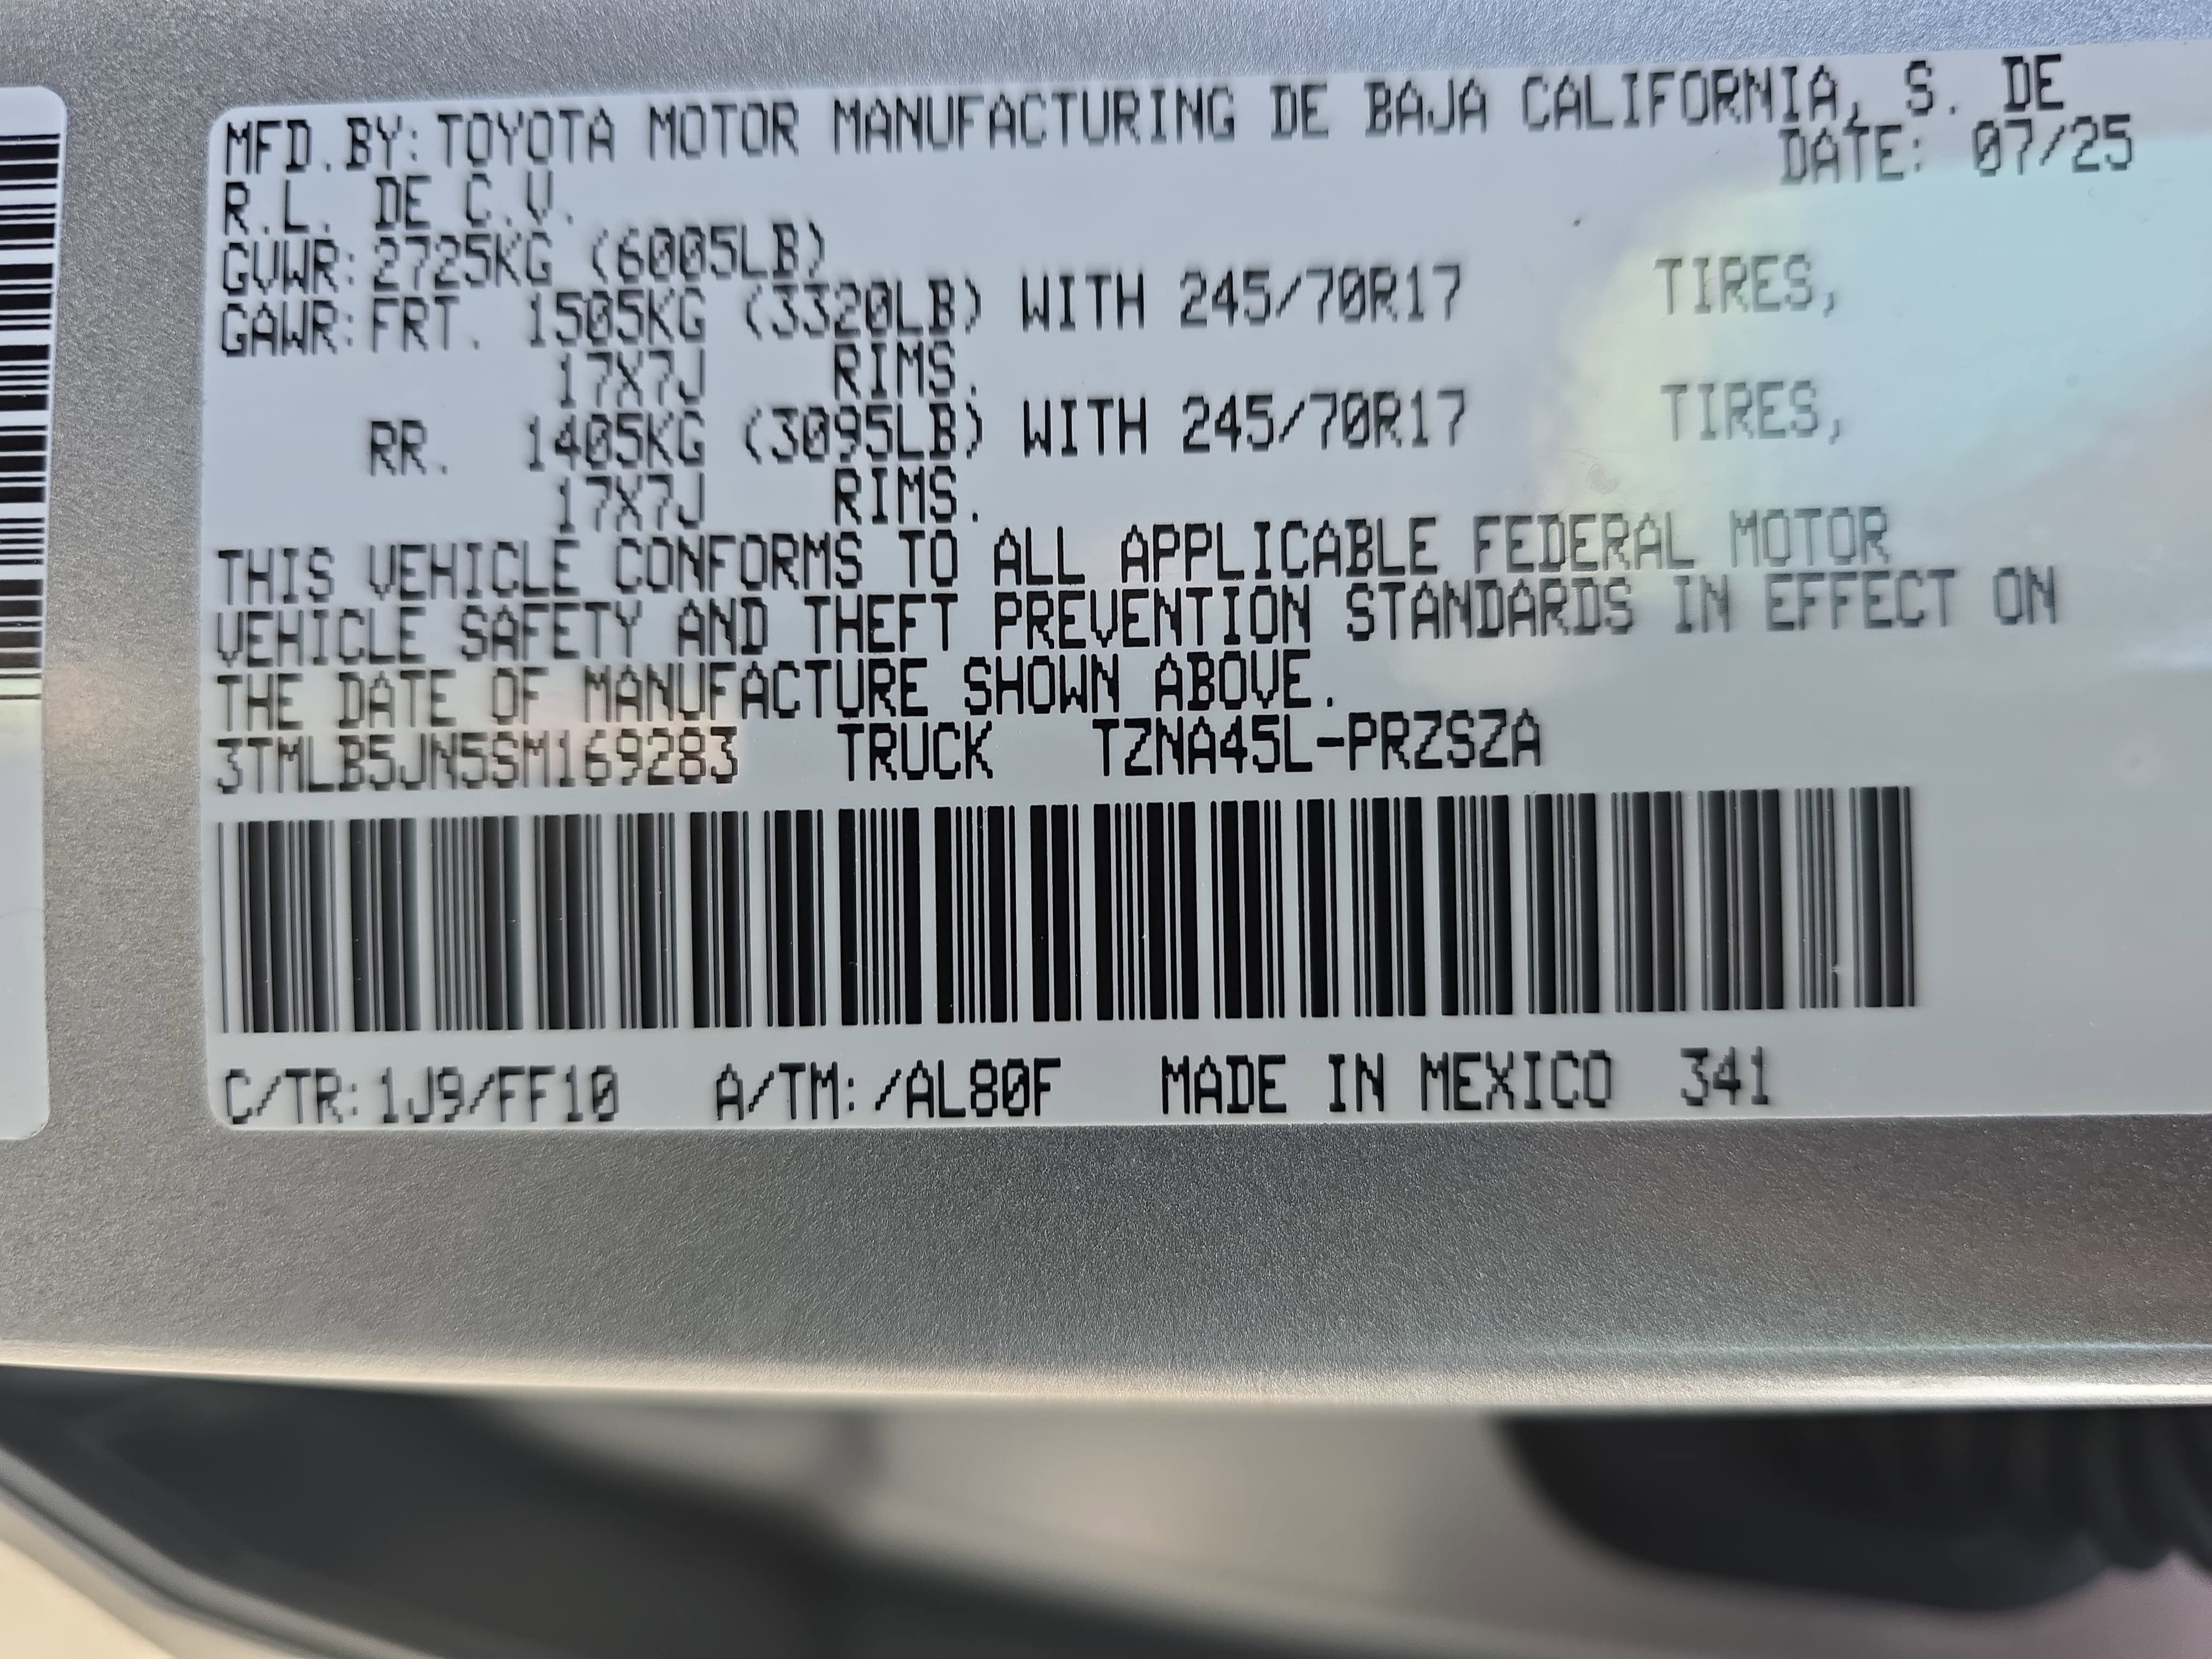 MFD.BY:TOYOTA MOTOR MANUFACTURING DE BAJA CALIFORNIA, S. DE
R.L. DE C.V. DATE: 07/25
GVWR:2725KG (6005LB)
GAWR:FRT. 1505KG (3320LB) WITH 245/70R17 TIRES,
17X7J RIMS.
RR. 1405KG (3095LB) WITH 245/70R17 TIRES,
17X7J RIMS.
THIS VEHICLE CONFORMS TO ALL APPLICABLE FEDERAL MOTOR
VEHICLE SAFETY AND THEFT PREVENTION STANDARDS IN EFFECT ON
THE DATE OF MANUFACTURE SHOWN ABOVE.
3TMLB5JN5SM169283 TRUCK TZNA45L-PRZSZA
C/TR:1J9/FF10 A/TM:/AL80F MADE IN MEXICO 341